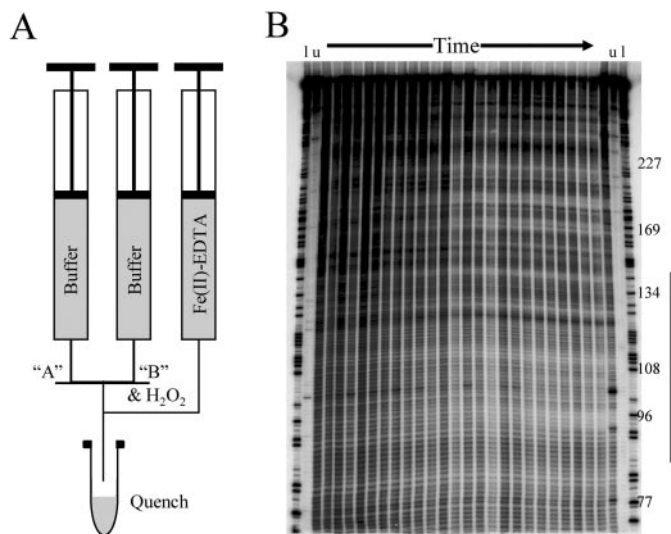 A
Buffer
Buffer
Fe(II)-EDTA
“A”
“B”
& H₂O₂
Quench
B
l u
Time
u l
227
169
134
108
96
77